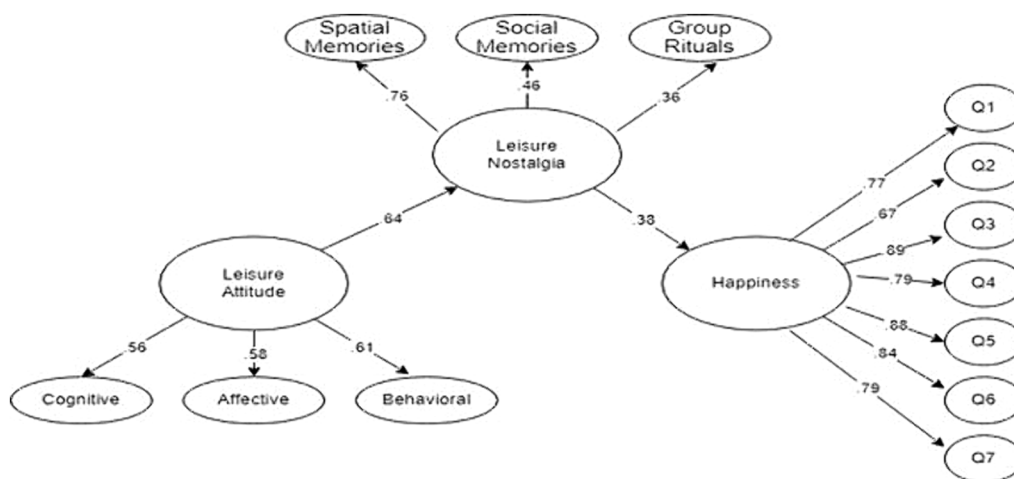 Spatial
Memories
Social
Memories
Group
Rituals
.76
.46
.36
Leisure
Nostalgia
Q1
.77
Q2
.67
.64
.38
Q3
.89
Leisure
Attitude
Happiness
.79
Q4
.88
Q5
.56
.58
.61
.84
.79
Cognitive
Affective
Behavioral
Q6
Q7